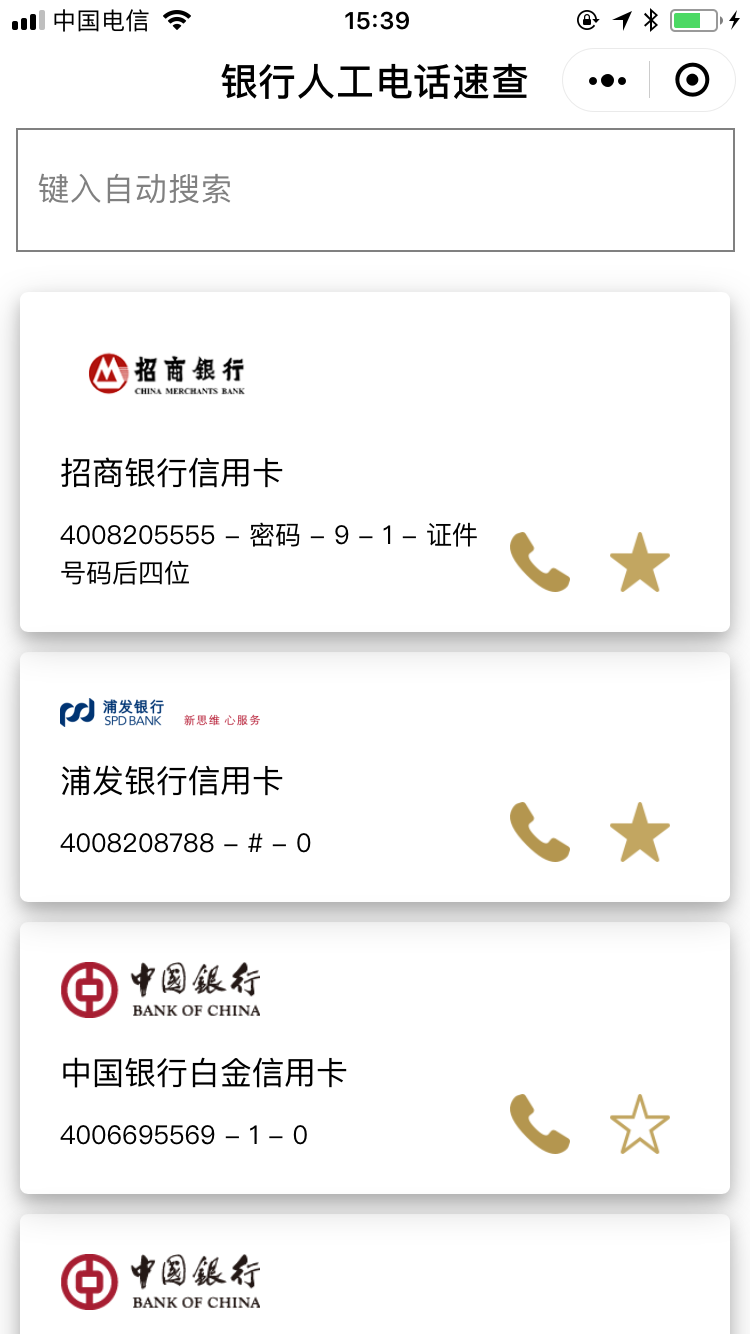 中国电信
15:39
银行人工电话速查
键入自动搜索
招商银行
CHINA MERCHANTS BANK
招商银行信用卡
4008205555 – 密码 – 9 – 1 – 证件
号码后四位
浦发银行
SPD BANK
新思维 心服务
浦发银行信用卡
4008208788 – # – 0
中国銀行
BANK OF CHINA
中国银行白金信用卡
4006695569 – 1 – 0
中国銀行
BANK OF CHINA